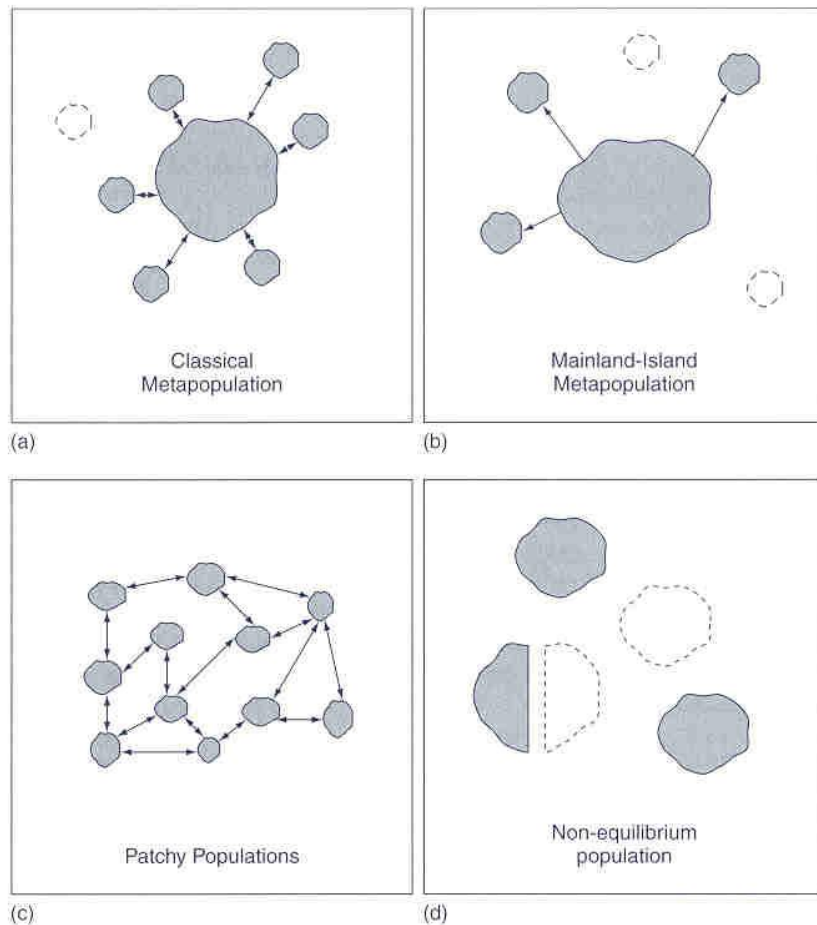 Classical
Metapopulation
(a)
Mainland-Island
Metapopulation
(b)
Patchy Populations
(c)
Non-equilibrium
population
(d)